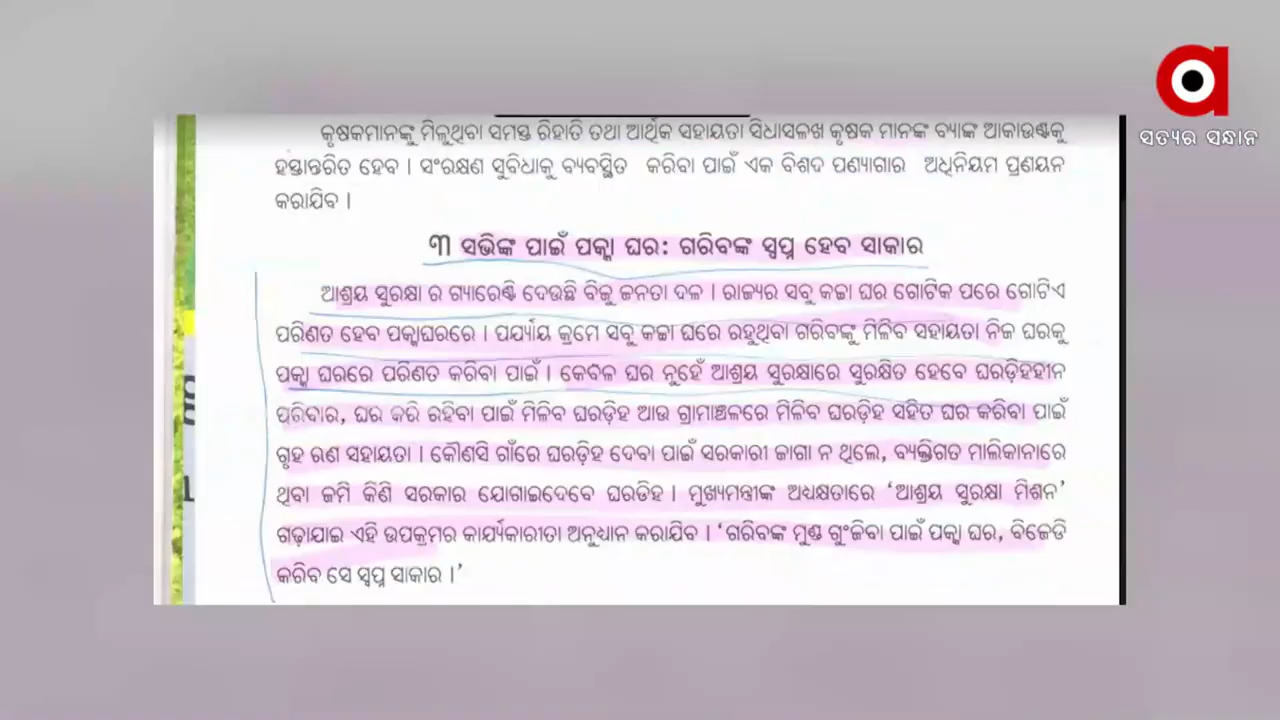 ସତ୍ୟର ସନ୍ଧାନ
କୃଷକମାନଙ୍କୁ ମିଳୁଥିବା ସମସ୍ତ ରିହାତି ତଥା ଆର୍ଥିକ ସହାୟତା ସିଧାସଳଖ କୃଷକ ମାନଙ୍କ ବ୍ୟାଙ୍କ ଆକାଉଣ୍ଟକୁ
ହସ୍ତାନ୍ତରିତ ହେବ । ସଂରକ୍ଷଣ ସୁବିଧାକୁ ବ୍ୟବସ୍ଥିତ କରିବା ପାଇଁ ଏକ ବିଶଦ ପଣ୍ୟାଗାର ଅଧିନିୟମ ପ୍ରଣୟନ
କରାଯିବ ।
୩ ସଭିଙ୍କ ପାଇଁ ପକ୍କା ଘର: ଗରିବଙ୍କ ସ୍ୱପ୍ନ ହେବ ସାକାର
ଆଶ୍ରୟ ସୁରକ୍ଷା ର ଗ୍ୟାରେଣ୍ଟି ଦେଉଛି ବିଜୁ ଜନତା ଦଳ । ରାଜ୍ୟର ସବୁ କଚ୍ଚା ଘର ଗୋଟିକ ପରେ ଗୋଟିଏ
ପରିଣତ ହେବ ପକ୍କାଘରରେ । ପର୍ଯ୍ୟାୟ କ୍ରମେ ସବୁ କଚ୍ଚା ଘରେ ରହୁଥିବା ଗରିବଙ୍କୁ ମିଳିବ ସହାୟତା ନିଜ ଘରକୁ
ପକ୍କା ଘରରେ ପରିଣତ କରିବା ପାଇଁ । କେବଳ ଘର ନୁହେଁ ଆଶ୍ରୟ ସୁରକ୍ଷାରେ ସୁରକ୍ଷିତ ହେବେ ଘରଡ଼ିହହୀନ
ପରିବାର, ଘର କରି ରହିବା ପାଇଁ ମିଳିବ ଘରଡ଼ିହ ଆଉ ଗ୍ରାମାଞ୍ଚଳରେ ମିଳିବ ଘରଡ଼ିହ ସହିତ ଘର କରିବା ପାଇଁ
ଗୃହ ଋଣ ସହାୟତା । କୌଣସି ଗାଁରେ ଘରଡ଼ିହ ଦେବା ପାଇଁ ସରକାରୀ ଜାଗା ନ ଥିଲେ, ବ୍ୟକ୍ତିଗତ ମାଲିକାନାରେ
ଥିବା ଜମି କିଣି ସରକାର ଯୋଗାଇଦେବେ ଘରଡିହ । ମୁଖ୍ୟମନ୍ତ୍ରୀଙ୍କ ଅଧ୍ୟକ୍ଷତାରେ ‘ଆଶ୍ରୟ ସୁରକ୍ଷା ମିଶନ’
ଗଢ଼ାଯାଇ ଏହି ଉପକ୍ରମର କାର୍ଯ୍ୟକାରୀତା ଅନୁଧ୍ୟାନ କରାଯିବ । ‘ଗରିବଙ୍କ ମୁଣ୍ଡ ଗୁଂଜିବା ପାଇଁ ପକ୍କା ଘର, ବିଜେଡି
କରିବ ସେ ସ୍ୱପ୍ନ ସାକାର ।’